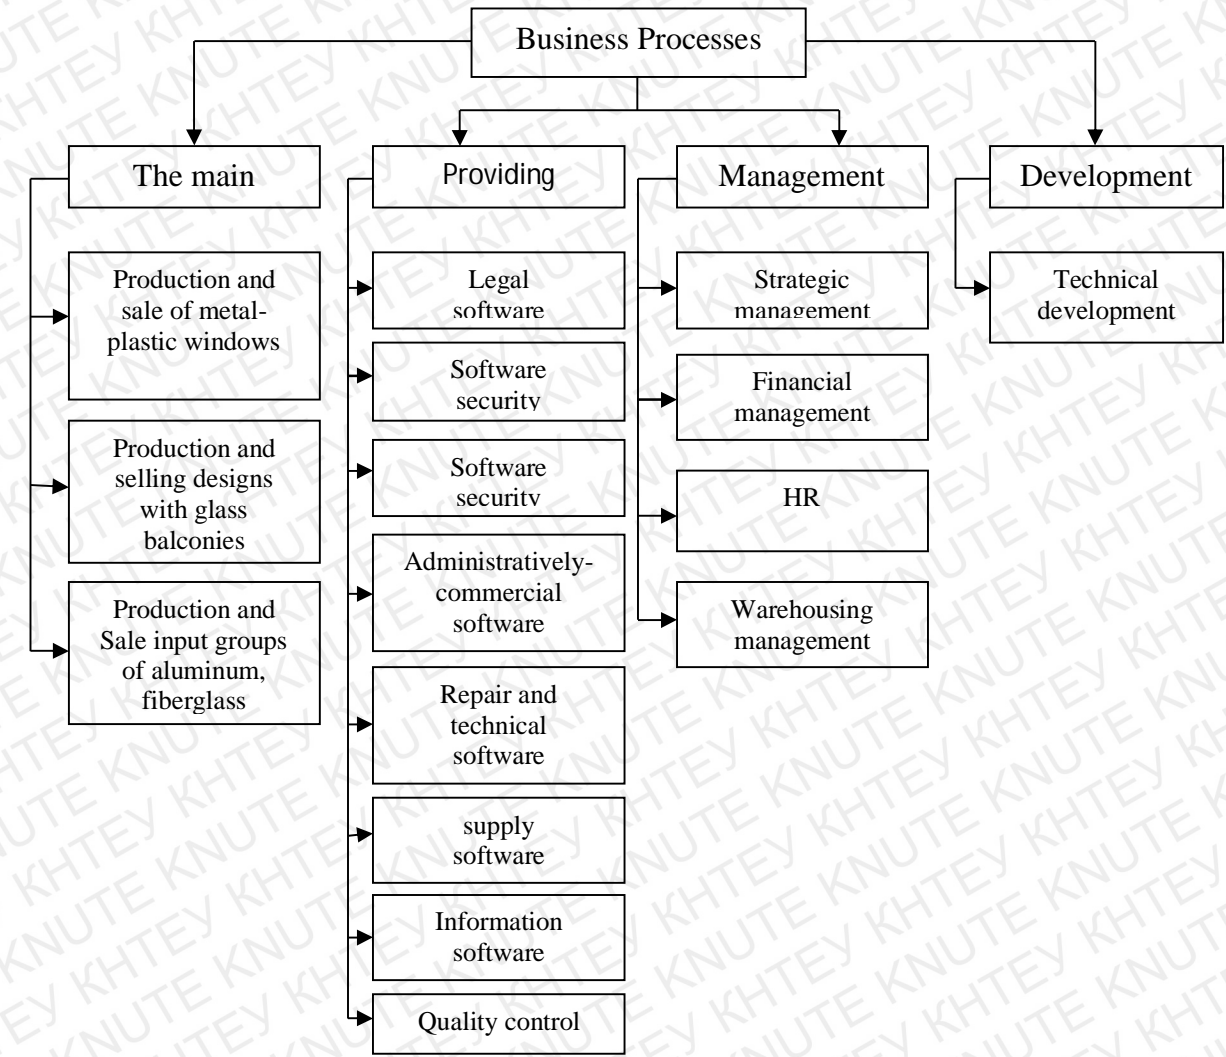 Business Processes
The main
Providing
Management
Development
Production and
sale of metal-
plastic windows
Production and
selling designs
with glass
balconies
Production and
Sale input groups
of aluminum,
fiberglass
Legal
software
Software
security
Software
security
Administratively-
commercial
software
Repair and
technical
software
supply
software
Information
software
Quality control
Strategic
management
Financial
management
HR
Warehousing
management
Technical
development